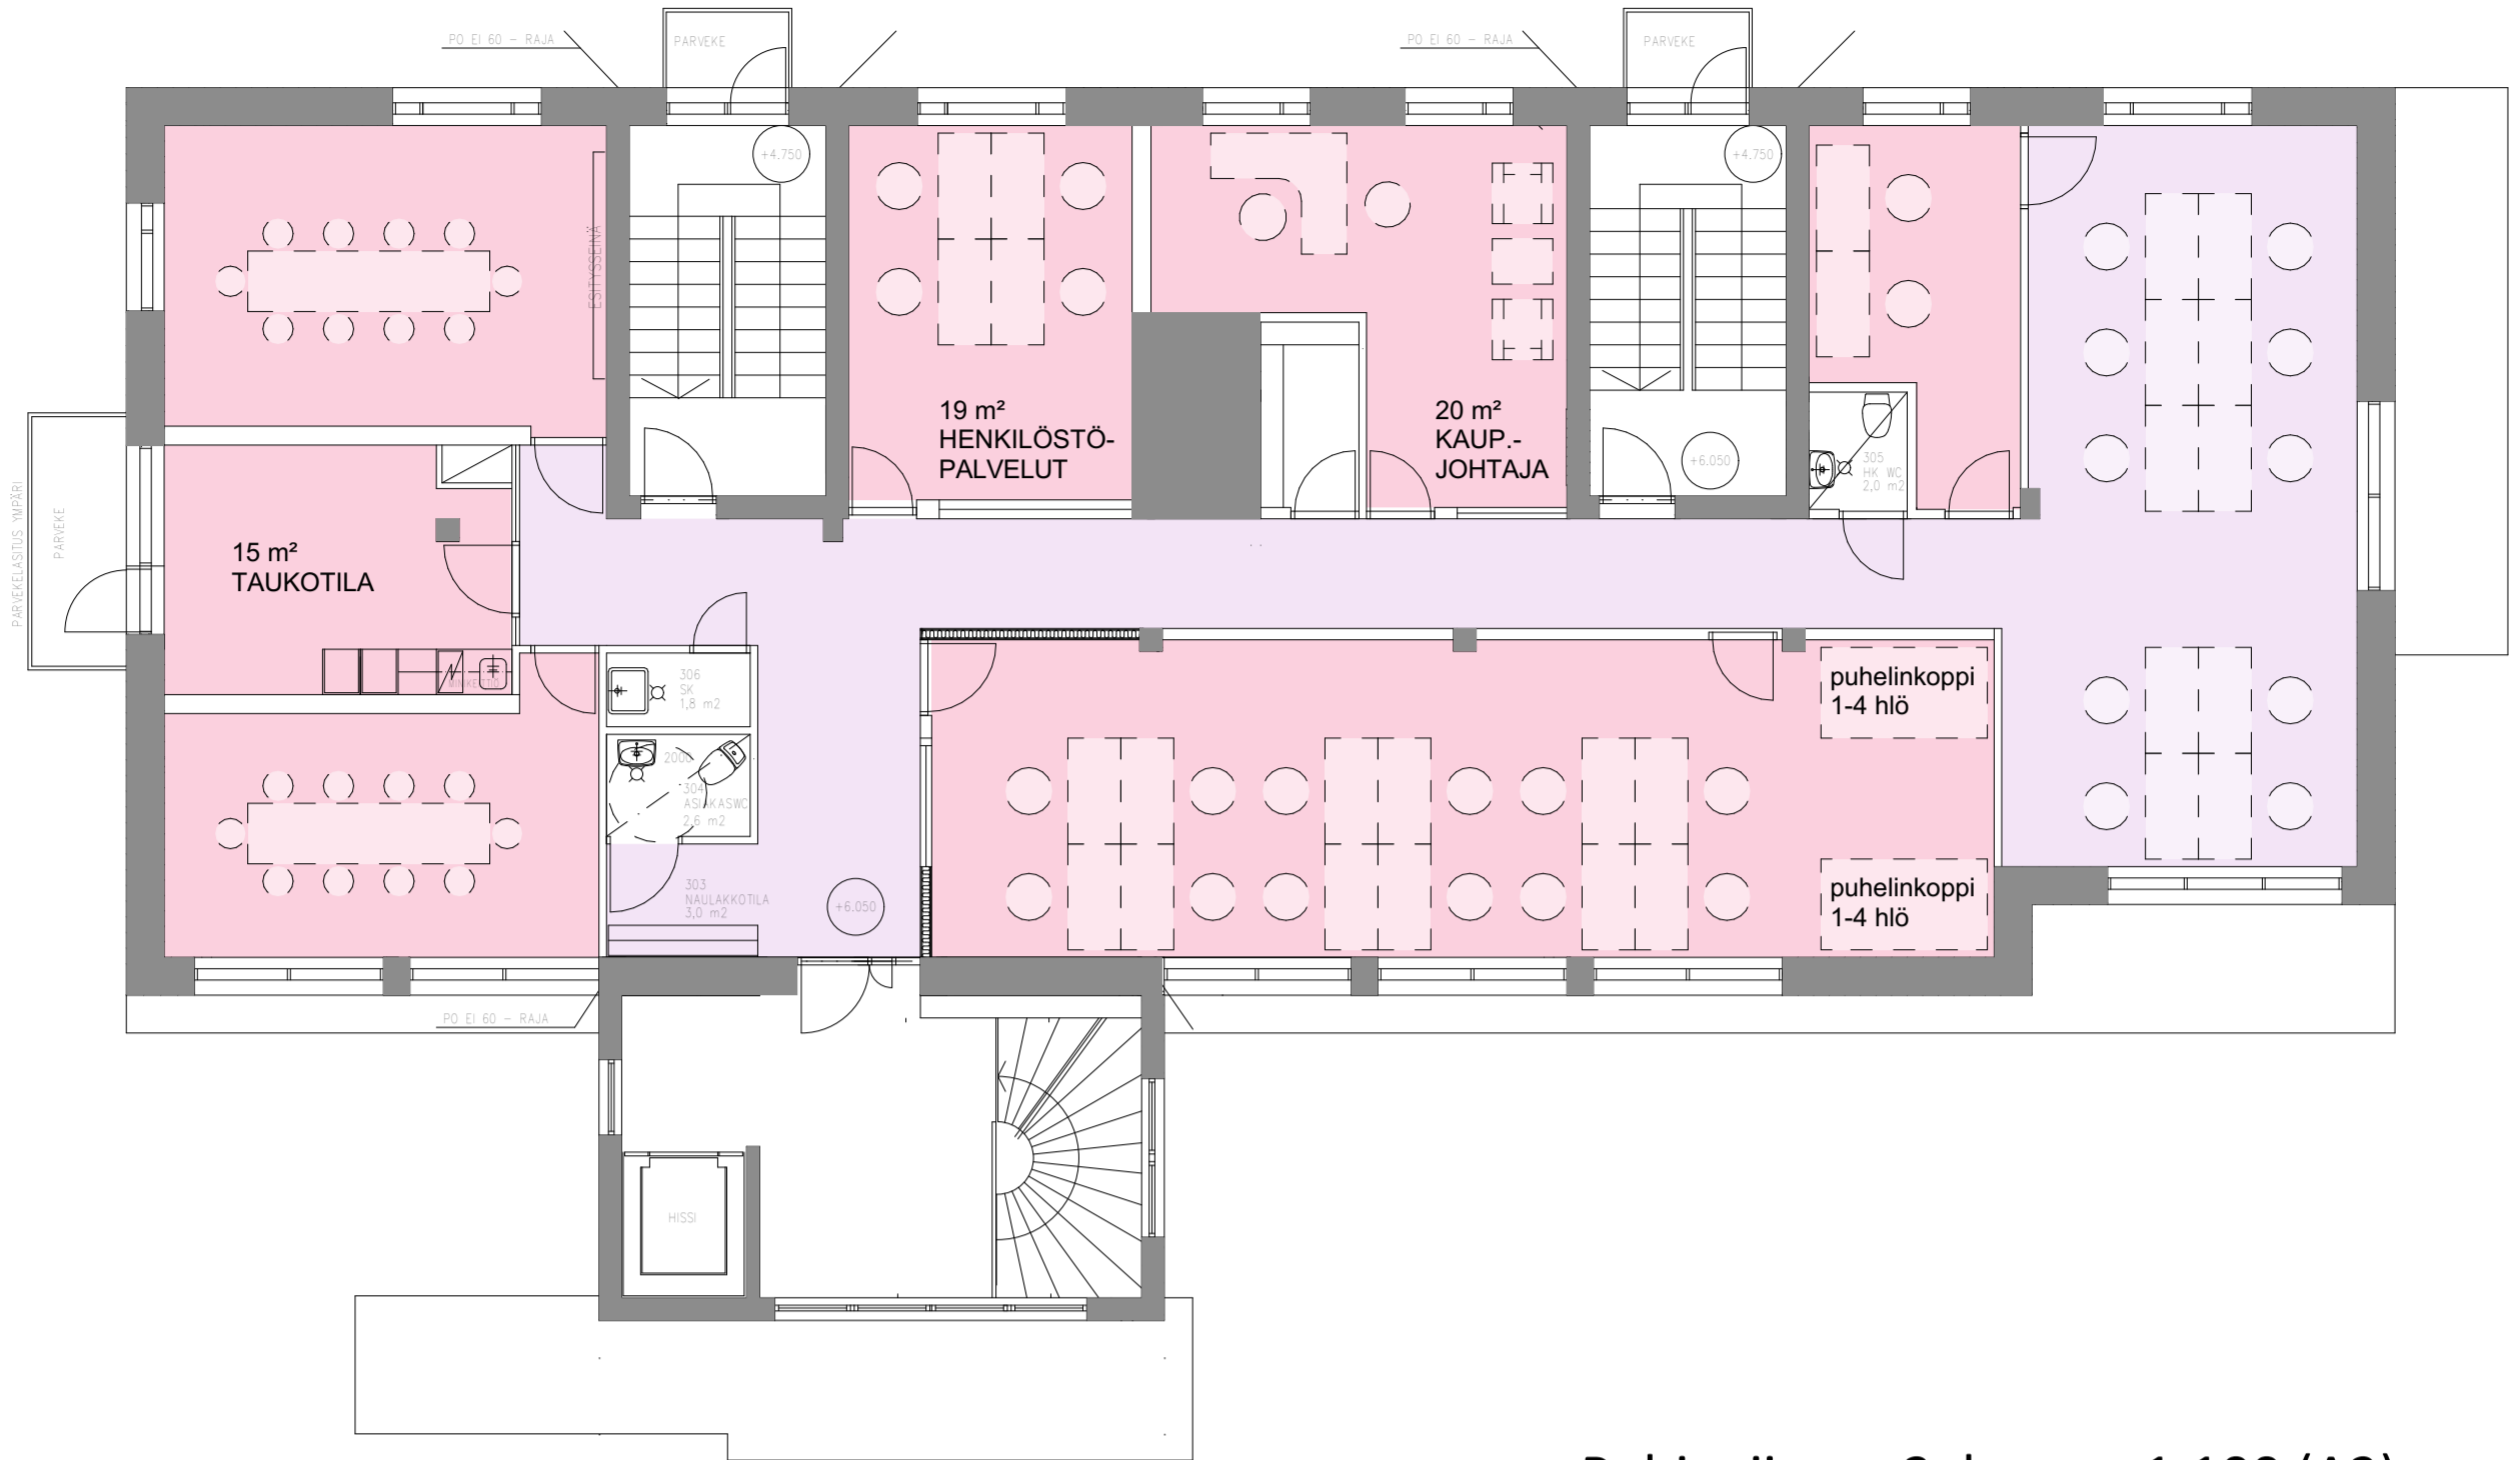 PO EI 60 - RAJA
PARVEKE
PO EI 60 - RAJA
PARVEKE
+4.750
+4.750
ESITYSSEINÄ
19 m²
HENKILÖSTÖ-
PALVELUT
20 m²
KAUP.-
JOHTAJA
+6.050
305
HK WC
2,0 m2
PARVEKELASITUS YMPÄRI
PARVEKE
15 m²
TAUKOTILA
MINIKEITTIÖ
306
SK
1,8 m2
puhelinkoppi
1-4 hlö
2000
304
ASIAKASWC
2,6 m2
303
NAULAKKOTILA
3,0 m2
+6.050
puhelinkoppi
1-4 hlö
PO EI 60 - RAJA
HISSI